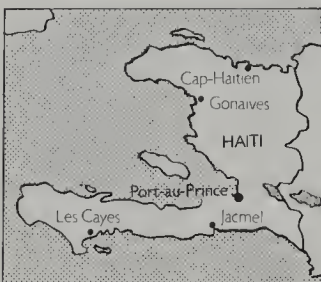 Cap-Haïtien
Gonaïves
HAITI
Port-au-Prince
Les Cayes
Jacmel